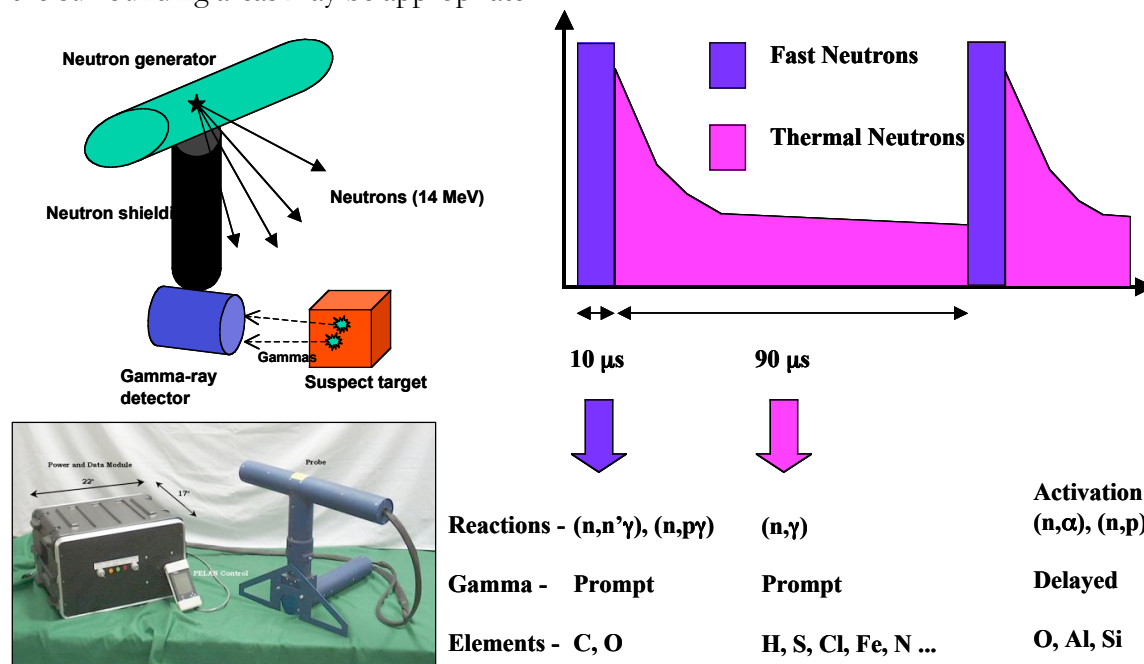 Neutron generator
Neutrons (14 MeV)
Neutron shieldi
Gammas
Gamma-ray
detector
Suspect target
Power and Data Module
22"
17"
Probe
PELAN Control
Fast Neutrons
Thermal Neutrons
10 μs
90 μs
Activation
Reactions - (n,n’γ), (n,pγ) (n,γ) (n,α), (n,p)
Gamma - Prompt Prompt Delayed
Elements - C, O H, S, Cl, Fe, N ... O, Al, Si